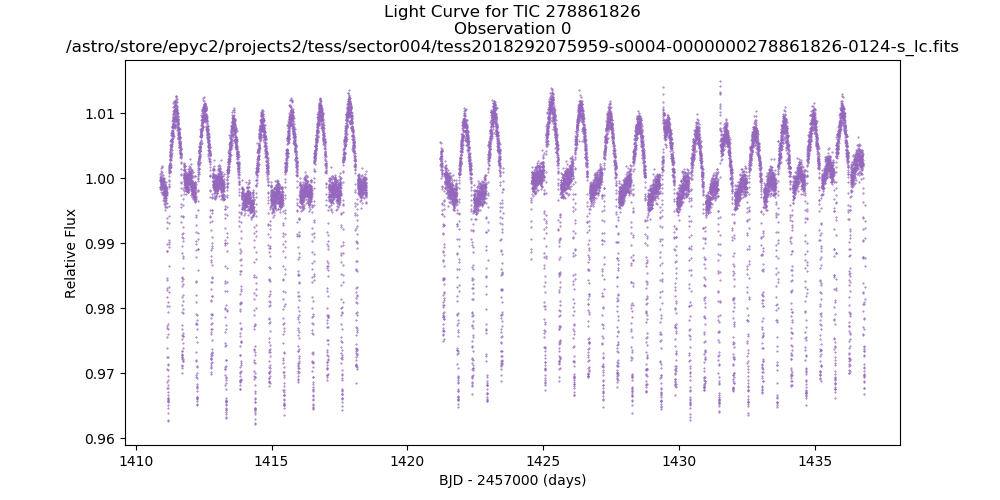 Light Curve for TIC 278861826
Observation 0
/astro/store/epyc2/projects2/tess/sector004/tess2018292075959-s0004-0000000278861826-0124-s_lc.fits
1.01
1.00
0.99
0.98
0.97
0.96
Relative Flux
1410
1415
1420
1425
1430
1435
BJD - 2457000 (days)